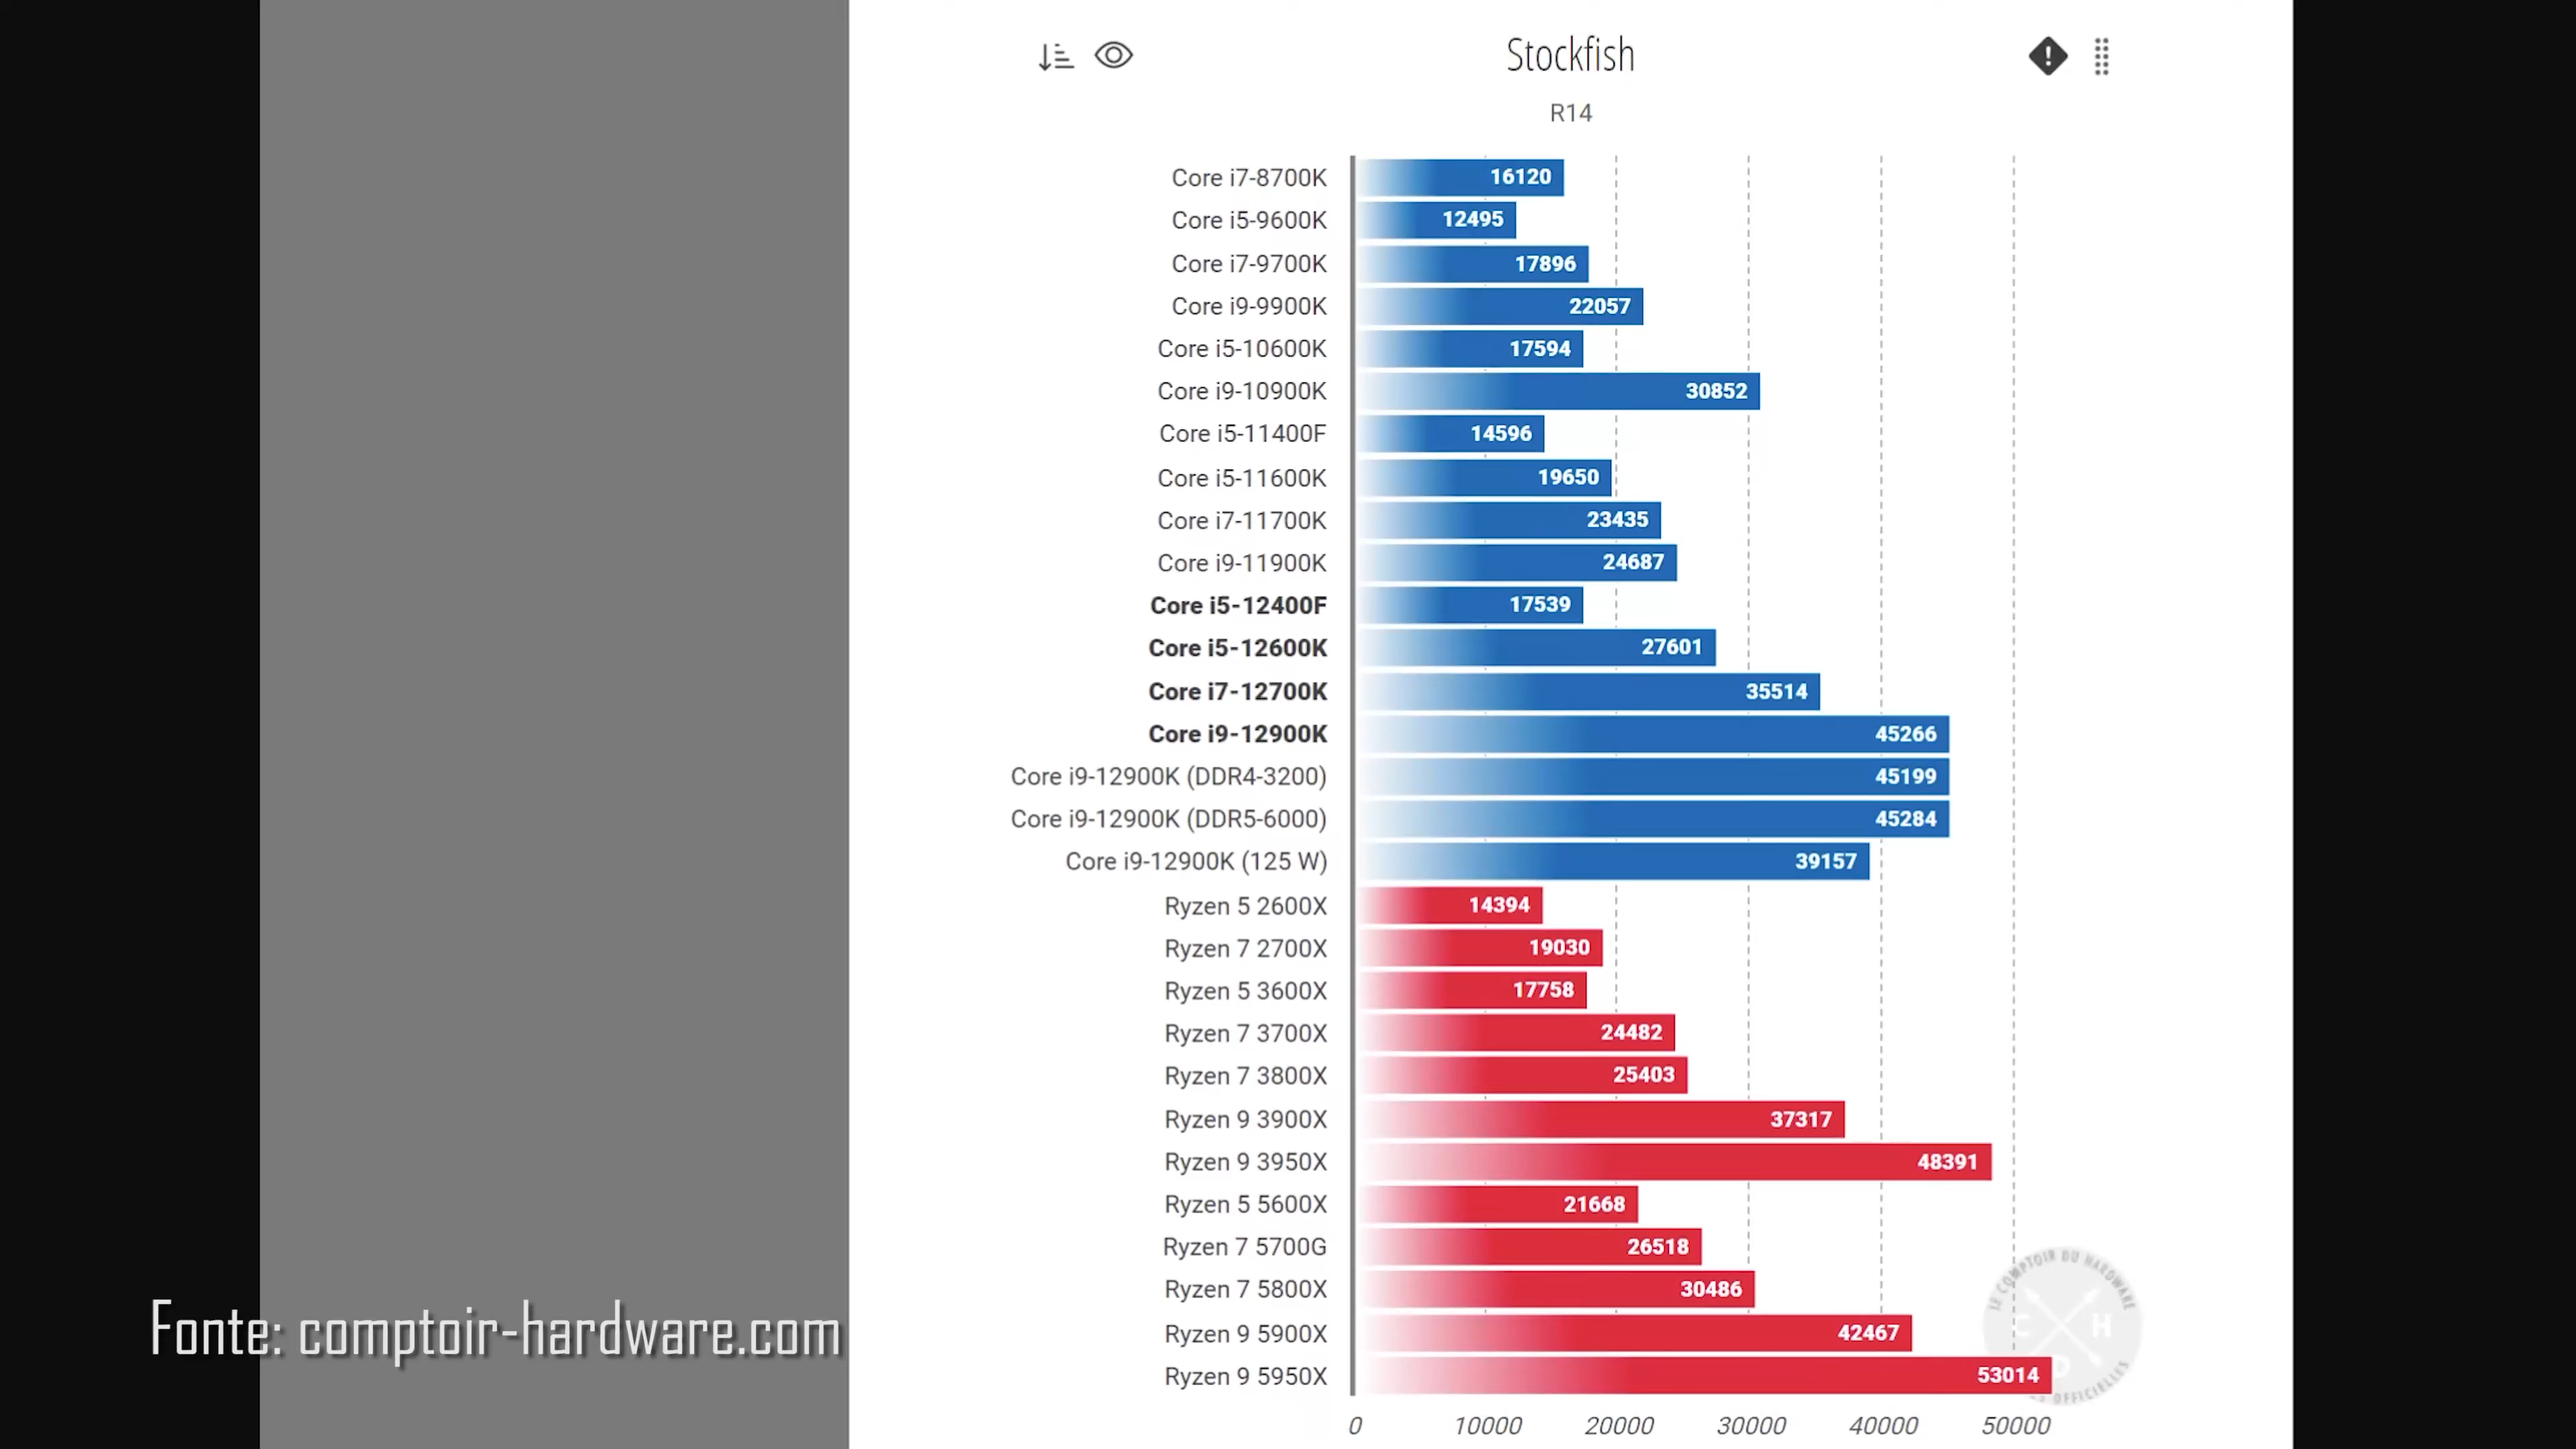 Stockfish
R14
Core i7-8700K 16120
Core i5-9600K 12495
Core i7-9700K 17896
Core i9-9900K 22057
Core i5-10600K 17594
Core i9-10900K 30852
Core i5-11400F 14596
Core i5-11600K 19650
Core i7-11700K 23435
Core i9-11900K 24687
Core i5-12400F 17539
Core i5-12600K 27601
Core i7-12700K 35514
Core i9-12900K 45266
Core i9-12900K (DDR4-3200) 45199
Core i9-12900K (DDR5-6000) 45284
Core i9-12900K (125 W) 39157
Ryzen 5 2600X 14394
Ryzen 7 2700X 19030
Ryzen 5 3600X 17758
Ryzen 7 3700X 24482
Ryzen 7 3800X 25403
Ryzen 9 3900X 37317
Ryzen 9 3950X 48391
Ryzen 5 5600X 21668
Ryzen 7 5700G 26518
Ryzen 7 5800X 30486
Ryzen 9 5900X 42467
Ryzen 9 5950X 53014
0 10000 20000 30000 40000 50000
LE COMPTOIR DU HARDWARE
C H
D
OFFICIELLES
Fonte: comptoir-hardware.com